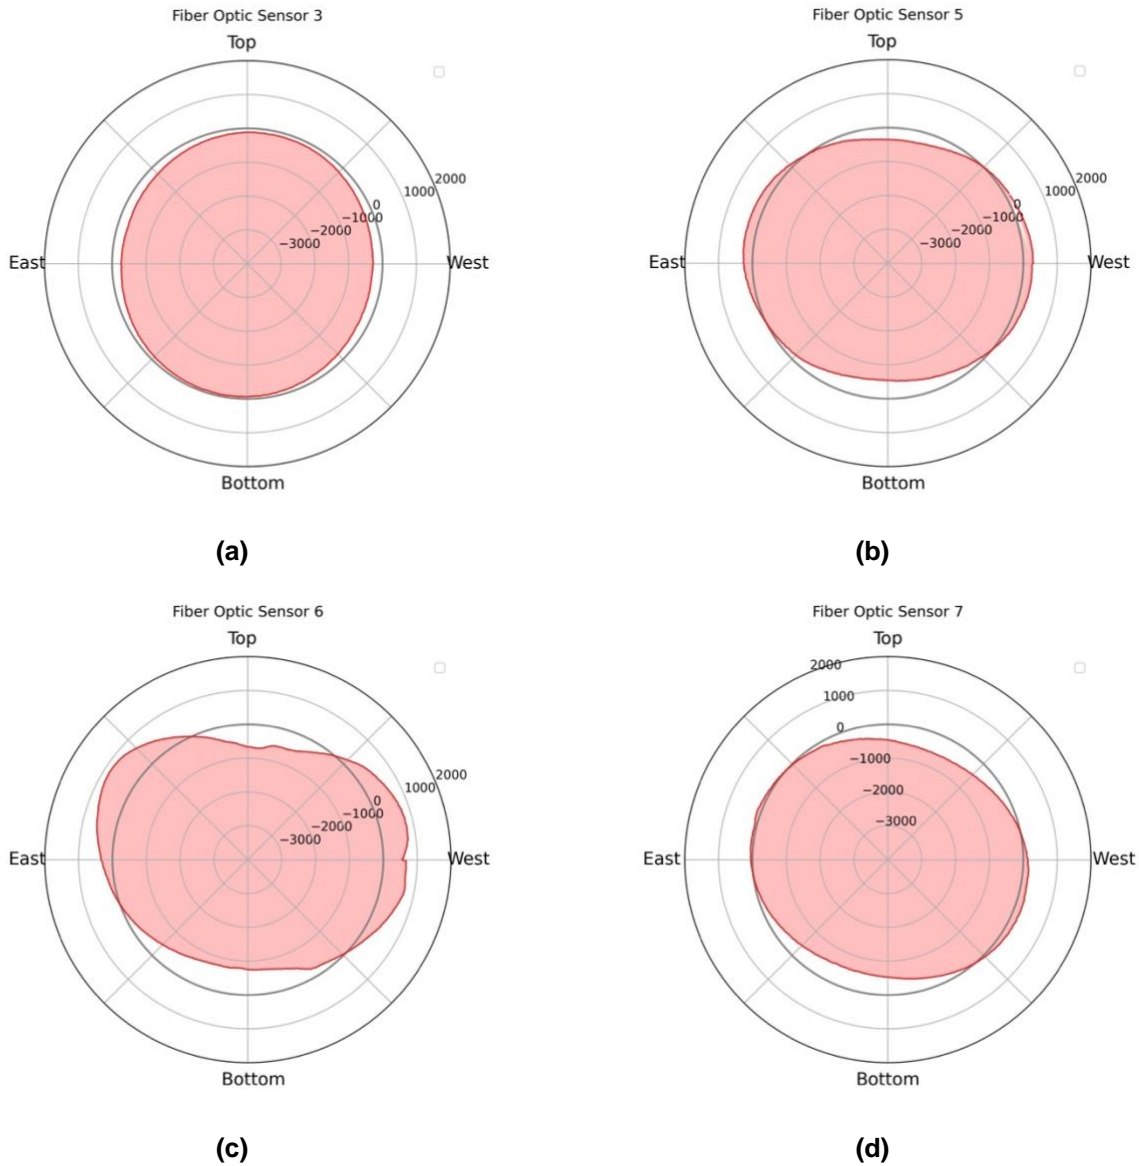 Fiber Optic Sensor 3
Top
2000
1000
0
−1000
−2000
−3000
East
West
Bottom
(a)
Fiber Optic Sensor 5
Top
2000
1000
0
−1000
−2000
−3000
East
West
Bottom
(b)
Fiber Optic Sensor 6
Top
2000
1000
0
−1000
−2000
−3000
East
West
Bottom
(c)
Fiber Optic Sensor 7
Top
2000
1000
0
−1000
−2000
−3000
East
West
Bottom
(d)